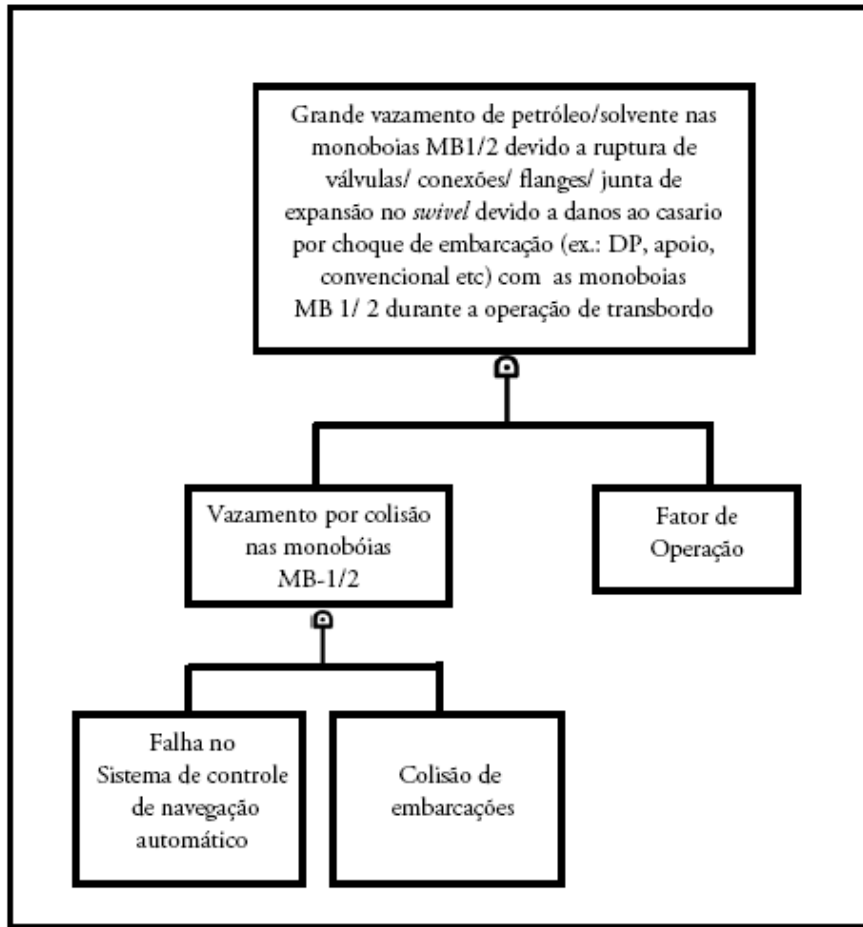 Grande vazamento de petróleo/solvente nas
monoboias MB1/2 devido a ruptura de
válvulas/ conexões/ flanges/ junta de
expansão no swivel devido a danos ao casario
por choque de embarcação (ex.: DP, apoio,
convencional etc) com as monoboias
MB 1/ 2 durante a operação de transbordo
Vazamento por colisão
nas monobóias
MB-1/2
Fator de
Operação
Falha no
Sistema de controle
de navegação
automático
Colisão de
embarcações